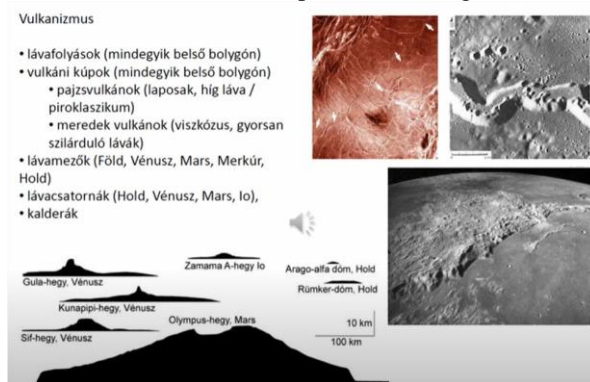 Vulkanizmus
• lávafolyások (mindegyik belső bolygón)
• vulkáni kúpok (mindegyik belső bolygón)
• pajzsvulkánok (laposak, híg láva /
piroklaszikum)
• meredek vulkánok (viszkózus, gyorsan
szilárduló lávák)
• lávamezők (Föld, Vénusz, Mars, Merkúr,
Hold)
• lávacsatornák (Hold, Vénusz, Mars, Io),
• kalderák
Gula-hegy, Vénusz
Zamama A-hegy Io
Arago-alfa dóm, Hold
Kunapipi-hegy, Vénusz
Rümker-dóm, Hold
Sif-hegy, Vénusz
Olympus-hegy, Mars
10 km
100 km